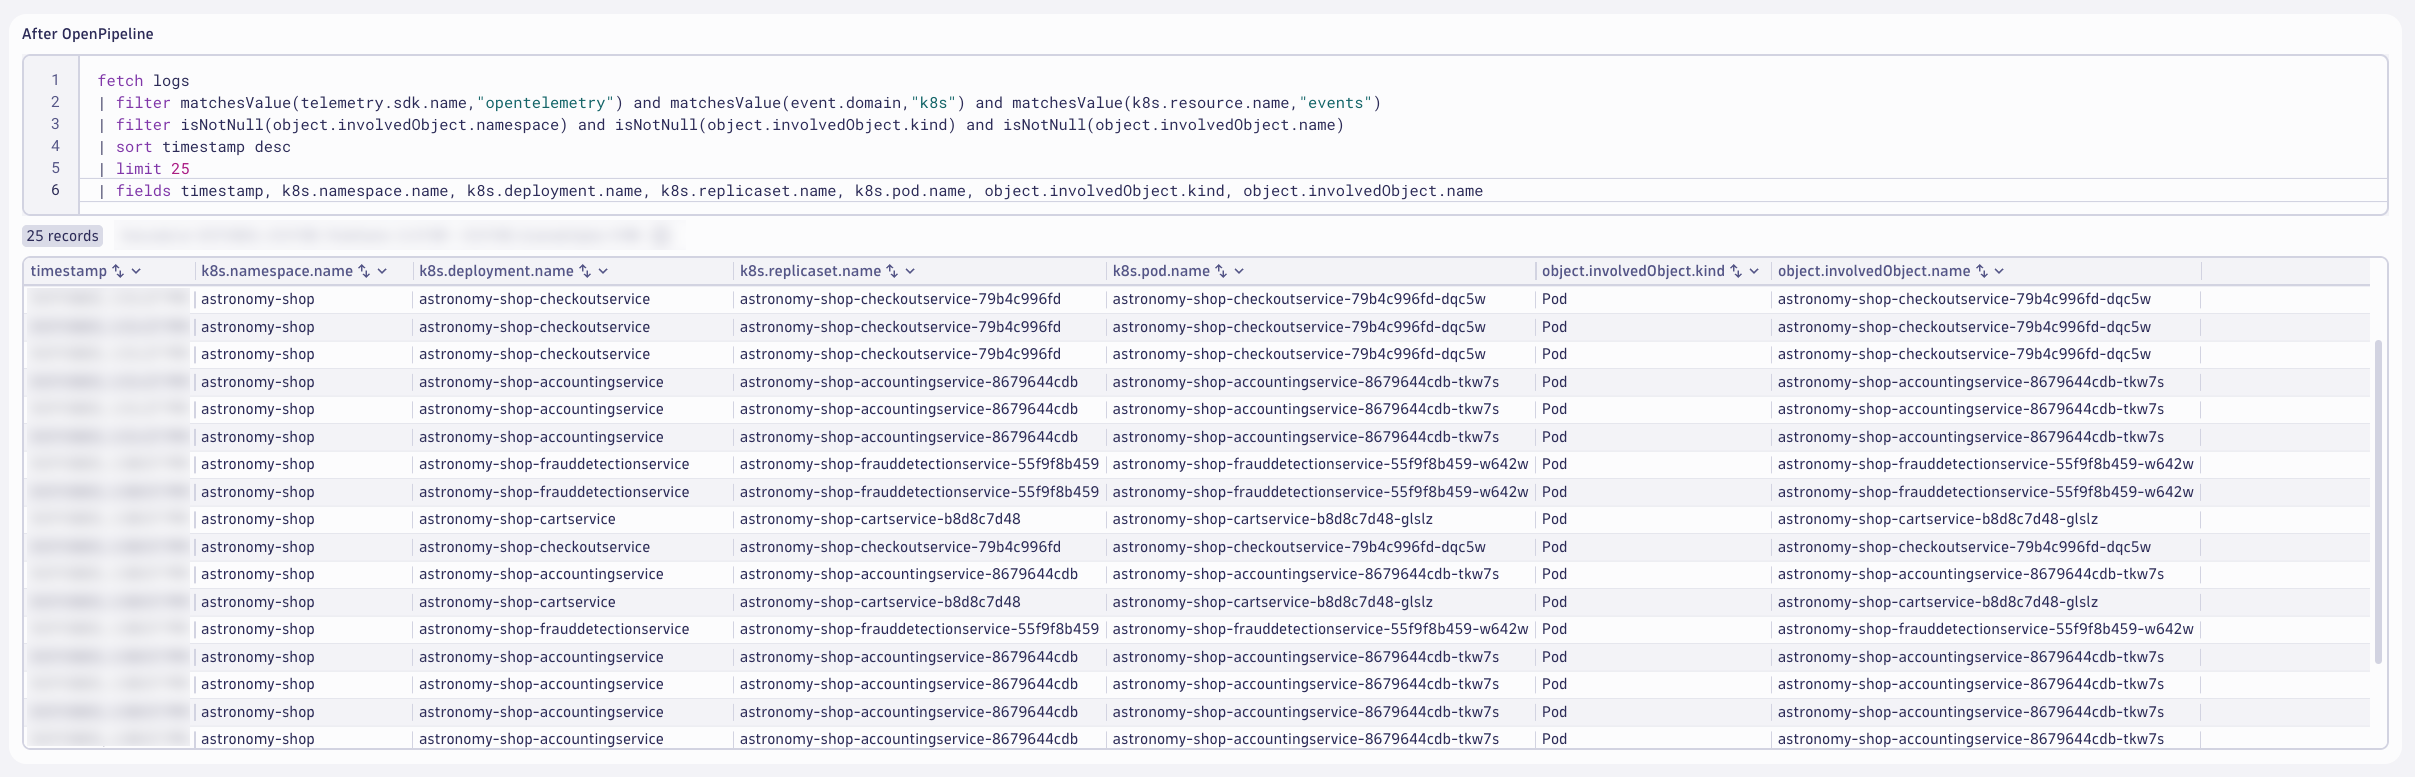 After OpenPipeline
1 fetch logs
2 | filter matchesValue(telemetry.sdk.name,"opentelemetry") and matchesValue(event.domain,"k8s") and matchesValue(k8s.resource.name,"events")
3 | filter isNotNull(object.involvedObject.namespace) and isNotNull(object.involvedObject.kind) and isNotNull(object.involvedObject.name)
4 | sort timestamp desc
5 | limit 25
6 | fields timestamp, k8s.namespace.name, k8s.deployment.name, k8s.replicaset.name, k8s.pod.name, object.involvedObject.kind, object.involvedObject.name
25 records
timestamp k8s.namespace.name k8s.deployment.name k8s.replicaset.name k8s.pod.name object.involvedObject.kind object.involvedObject.name
astronomy-shop astronomy-shop-checkoutservice astronomy-shop-checkoutservice-79b4c996fd astronomy-shop-checkoutservice-79b4c996fd-dqc5w Pod astronomy-shop-checkoutservice-79b4c996fd-dqc5w
astronomy-shop astronomy-shop-checkoutservice astronomy-shop-checkoutservice-79b4c996fd astronomy-shop-checkoutservice-79b4c996fd-dqc5w Pod astronomy-shop-checkoutservice-79b4c996fd-dqc5w
astronomy-shop astronomy-shop-checkoutservice astronomy-shop-checkoutservice-79b4c996fd astronomy-shop-checkoutservice-79b4c996fd-dqc5w Pod astronomy-shop-checkoutservice-79b4c996fd-dqc5w
astronomy-shop astronomy-shop-accountingservice astronomy-shop-accountingservice-8679644cdb astronomy-shop-accountingservice-8679644cdb-tkw7s Pod astronomy-shop-accountingservice-8679644cdb-tkw7s
astronomy-shop astronomy-shop-accountingservice astronomy-shop-accountingservice-8679644cdb astronomy-shop-accountingservice-8679644cdb-tkw7s Pod astronomy-shop-accountingservice-8679644cdb-tkw7s
astronomy-shop astronomy-shop-accountingservice astronomy-shop-accountingservice-8679644cdb astronomy-shop-accountingservice-8679644cdb-tkw7s Pod astronomy-shop-accountingservice-8679644cdb-tkw7s
astronomy-shop astronomy-shop-frauddetectionservice astronomy-shop-frauddetectionservice-55f9f8b459 astronomy-shop-frauddetectionservice-55f9f8b459-w642w Pod astronomy-shop-frauddetectionservice-55f9f8b459-w642w
astronomy-shop astronomy-shop-frauddetectionservice astronomy-shop-frauddetectionservice-55f9f8b459 astronomy-shop-frauddetectionservice-55f9f8b459-w642w Pod astronomy-shop-frauddetectionservice-55f9f8b459-w642w
astronomy-shop astronomy-shop-cartservice astronomy-shop-cartservice-b8d8c7d48 astronomy-shop-cartservice-b8d8c7d48-glslz Pod astronomy-shop-cartservice-b8d8c7d48-glslz
astronomy-shop astronomy-shop-checkoutservice astronomy-shop-checkoutservice-79b4c996fd astronomy-shop-checkoutservice-79b4c996fd-dqc5w Pod astronomy-shop-checkoutservice-79b4c996fd-dqc5w
astronomy-shop astronomy-shop-accountingservice astronomy-shop-accountingservice-8679644cdb astronomy-shop-accountingservice-8679644cdb-tkw7s Pod astronomy-shop-accountingservice-8679644cdb-tkw7s
astronomy-shop astronomy-shop-cartservice astronomy-shop-cartservice-b8d8c7d48 astronomy-shop-cartservice-b8d8c7d48-glslz Pod astronomy-shop-cartservice-b8d8c7d48-glslz
astronomy-shop astronomy-shop-frauddetectionservice astronomy-shop-frauddetectionservice-55f9f8b459 astronomy-shop-frauddetectionservice-55f9f8b459-w642w Pod astronomy-shop-frauddetectionservice-55f9f8b459-w642w
astronomy-shop astronomy-shop-accountingservice astronomy-shop-accountingservice-8679644cdb astronomy-shop-accountingservice-8679644cdb-tkw7s Pod astronomy-shop-accountingservice-8679644cdb-tkw7s
astronomy-shop astronomy-shop-accountingservice astronomy-shop-accountingservice-8679644cdb astronomy-shop-accountingservice-8679644cdb-tkw7s Pod astronomy-shop-accountingservice-8679644cdb-tkw7s
astronomy-shop astronomy-shop-accountingservice astronomy-shop-accountingservice-8679644cdb astronomy-shop-accountingservice-8679644cdb-tkw7s Pod astronomy-shop-accountingservice-8679644cdb-tkw7s
astronomy-shop astronomy-shop-accountingservice astronomy-shop-accountingservice-8679644cdb astronomy-shop-accountingservice-8679644cdb-tkw7s Pod astronomy-shop-accountingservice-8679644cdb-tkw7s